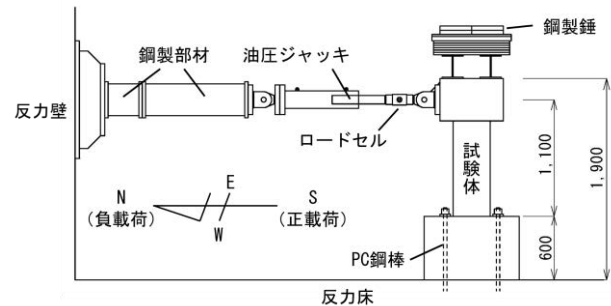 鋼製錘
鋼製部材
油圧ジャッキ
反力壁
ロードセル
試験体
1,100
1,900
E
N
S
(負載荷)
(正載荷)
W
600
PC鋼棒
反力床